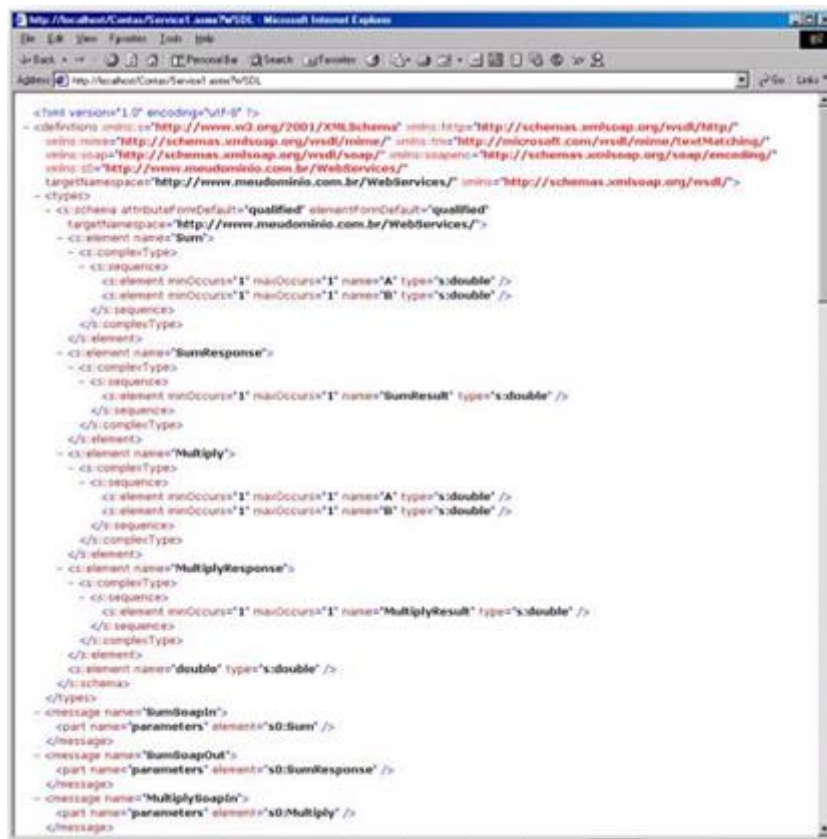 http://localhost/Contas/Service1.asmx?WSDL - Microsoft Internet Explorer
File Edit View Favorites Tools Help
Back Personal Bar Search Favorites
Address http://localhost/Contas/Service1.asmx?WSDL Go Links
<?xml version="1.0" encoding="utf-8" ?>
- <definitions xmlns:s="http://www.w3.org/2001/XMLSchema" xmlns:http="http://schemas.xmlsoap.org/wsdl/http/"
xmlns:mime="http://schemas.xmlsoap.org/wsdl/mime/" xmlns:tm="http://microsoft.com/wsdl/mime/textMatching/"
xmlns:soap="http://schemas.xmlsoap.org/wsdl/soap/" xmlns:soapenc="http://schemas.xmlsoap.org/soap/encoding/"
xmlns:s0="http://www.meudominio.com.br/WebServices/"
targetNamespace="http://www.meudominio.com.br/WebServices/" xmlns="http://schemas.xmlsoap.org/wsdl/">
- <types>
- <s:schema attributeFormDefault="qualified" elementFormDefault="qualified"
targetNamespace="http://www.meudominio.com.br/WebServices/">
- <s:element name="Sum">
- <s:complexType>
- <s:sequence>
<s:element minOccurs="1" maxOccurs="1" name="A" type="s:double" />
<s:element minOccurs="1" maxOccurs="1" name="B" type="s:double" />
</s:sequence>
</s:complexType>
</s:element>
- <s:element name="SumResponse">
- <s:complexType>
- <s:sequence>
<s:element minOccurs="1" maxOccurs="1" name="SumResult" type="s:double" />
</s:sequence>
</s:complexType>
</s:element>
- <s:element name="Multiply">
- <s:complexType>
- <s:sequence>
<s:element minOccurs="1" maxOccurs="1" name="A" type="s:double" />
<s:element minOccurs="1" maxOccurs="1" name="B" type="s:double" />
</s:sequence>
</s:complexType>
</s:element>
- <s:element name="MultiplyResponse">
- <s:complexType>
- <s:sequence>
<s:element minOccurs="1" maxOccurs="1" name="MultiplyResult" type="s:double" />
</s:sequence>
</s:complexType>
</s:element>
<s:element name="double" type="s:double" />
</s:schema>
</types>
- <message name="SumSoapIn">
<part name="parameters" element="s0:Sum" />
</message>
- <message name="SumSoapOut">
<part name="parameters" element="s0:SumResponse" />
</message>
- <message name="MultiplySoapIn">
<part name="parameters" element="s0:Multiply" />
</message>